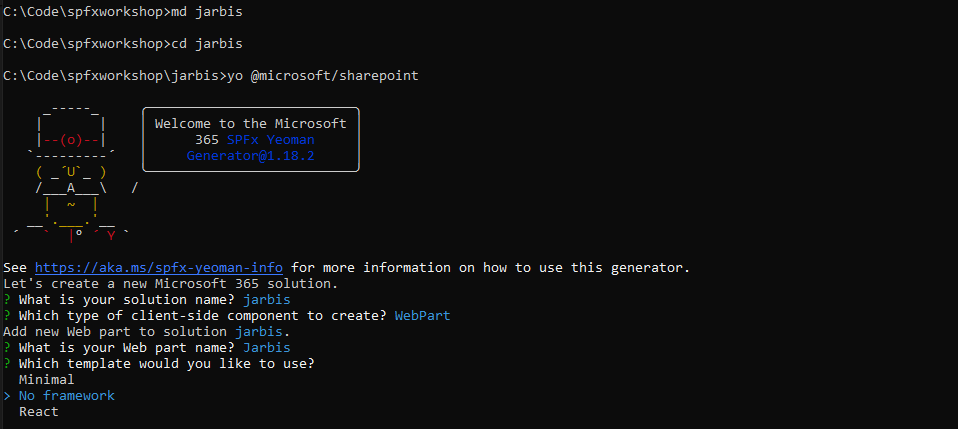 C:\Code\spfxworkshop>md jarbis
C:\Code\spfxworkshop>cd jarbis
C:\Code\spfxworkshop\jarbis>yo @microsoft/sharepoint
Welcome to the Microsoft
365 SPFx Yeoman
Generator@1.18.2
See https://aka.ms/spfx-yeoman-info for more information on how to use this generator.
Let's create a new Microsoft 365 solution.
? What is your solution name? jarbis
? Which type of client-side component to create? WebPart
Add new Web part to solution jarbis.
? What is your Web part name? Jarbis
? Which template would you like to use?
Minimal
> No framework
React